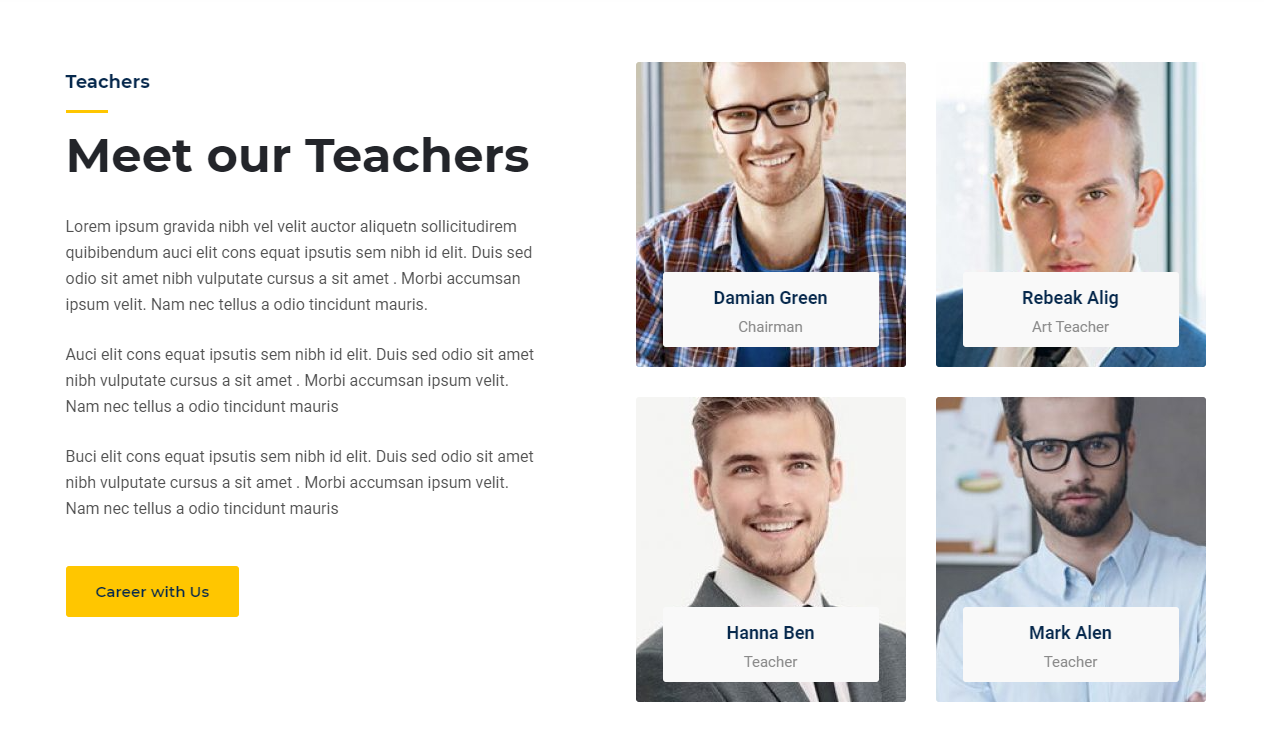 Teachers
Meet our Teachers
Lorem ipsum gravida nibh vel velit auctor aliquetn sollicitudirem
quibibendum auci elit cons equat ipsutis sem nibh id elit. Duis sed
odio sit amet nibh vulputate cursus a sit amet . Morbi accumsan
ipsum velit. Nam nec tellus a odio tincidunt mauris.
Auci elit cons equat ipsutis sem nibh id elit. Duis sed odio sit amet
nibh vulputate cursus a sit amet . Morbi accumsan ipsum velit.
Nam nec tellus a odio tincidunt mauris
Buci elit cons equat ipsutis sem nibh id elit. Duis sed odio sit amet
nibh vulputate cursus a sit amet . Morbi accumsan ipsum velit.
Nam nec tellus a odio tincidunt mauris
Career with Us
Damian Green
Chairman
Rebeak Alig
Art Teacher
Hanna Ben
Teacher
Mark Alen
Teacher